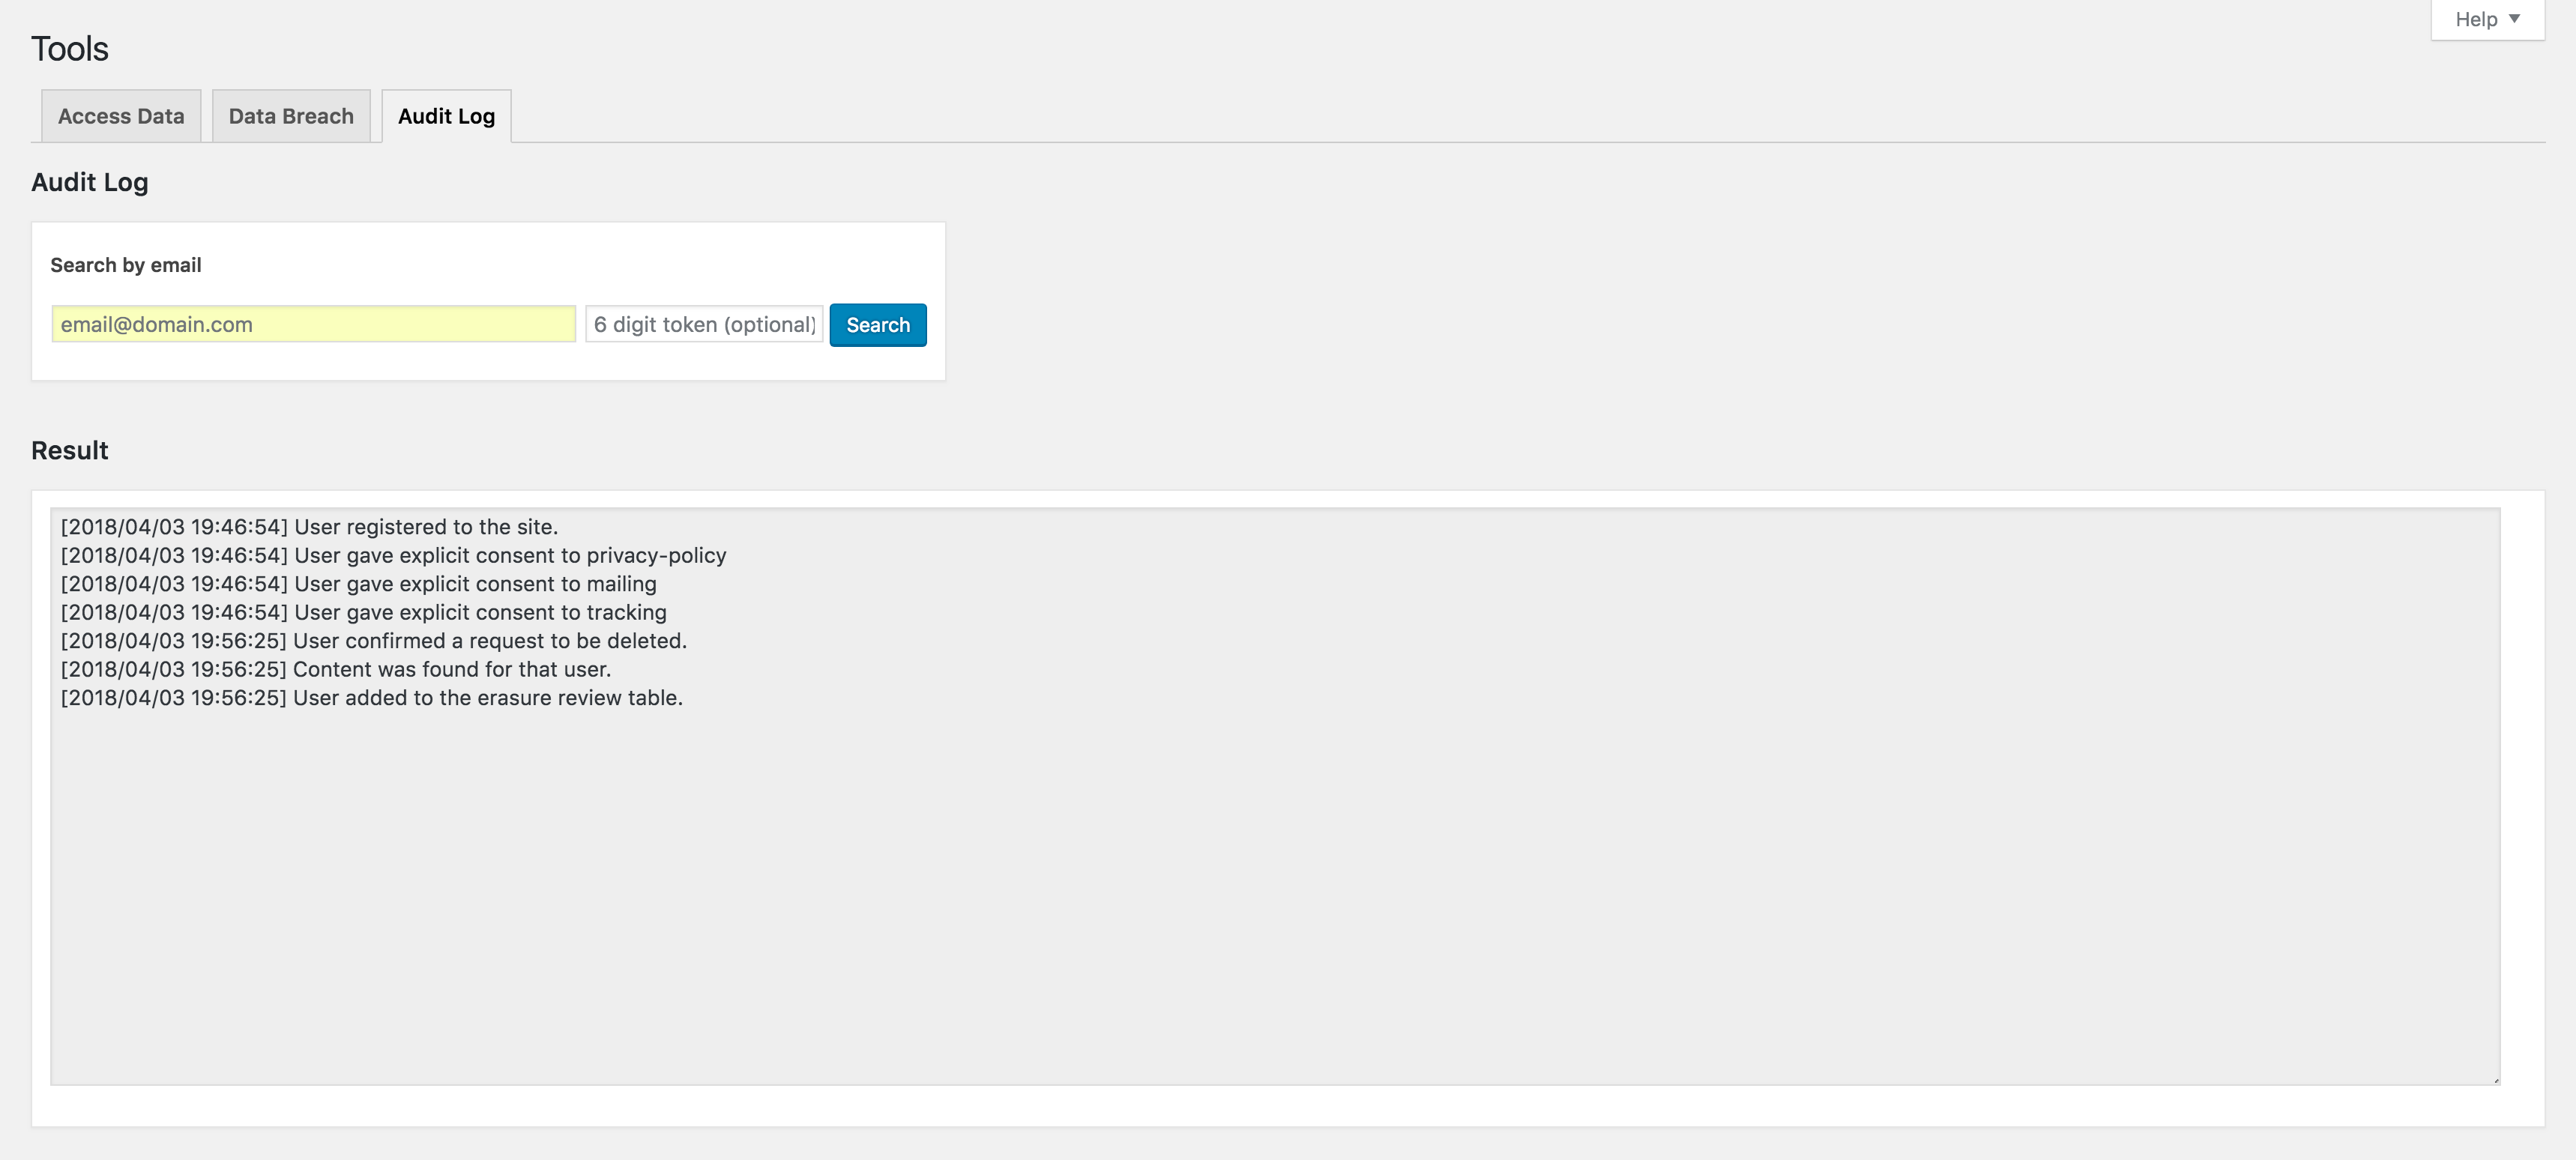 Help ▼
Tools
Access Data Data Breach Audit Log
Audit Log
Search by email
email@domain.com 6 digit token (optional) Search
Result
[2018/04/03 19:46:54] User registered to the site.
[2018/04/03 19:46:54] User gave explicit consent to privacy-policy
[2018/04/03 19:46:54] User gave explicit consent to mailing
[2018/04/03 19:46:54] User gave explicit consent to tracking
[2018/04/03 19:56:25] User confirmed a request to be deleted.
[2018/04/03 19:56:25] Content was found for that user.
[2018/04/03 19:56:25] User added to the erasure review table.